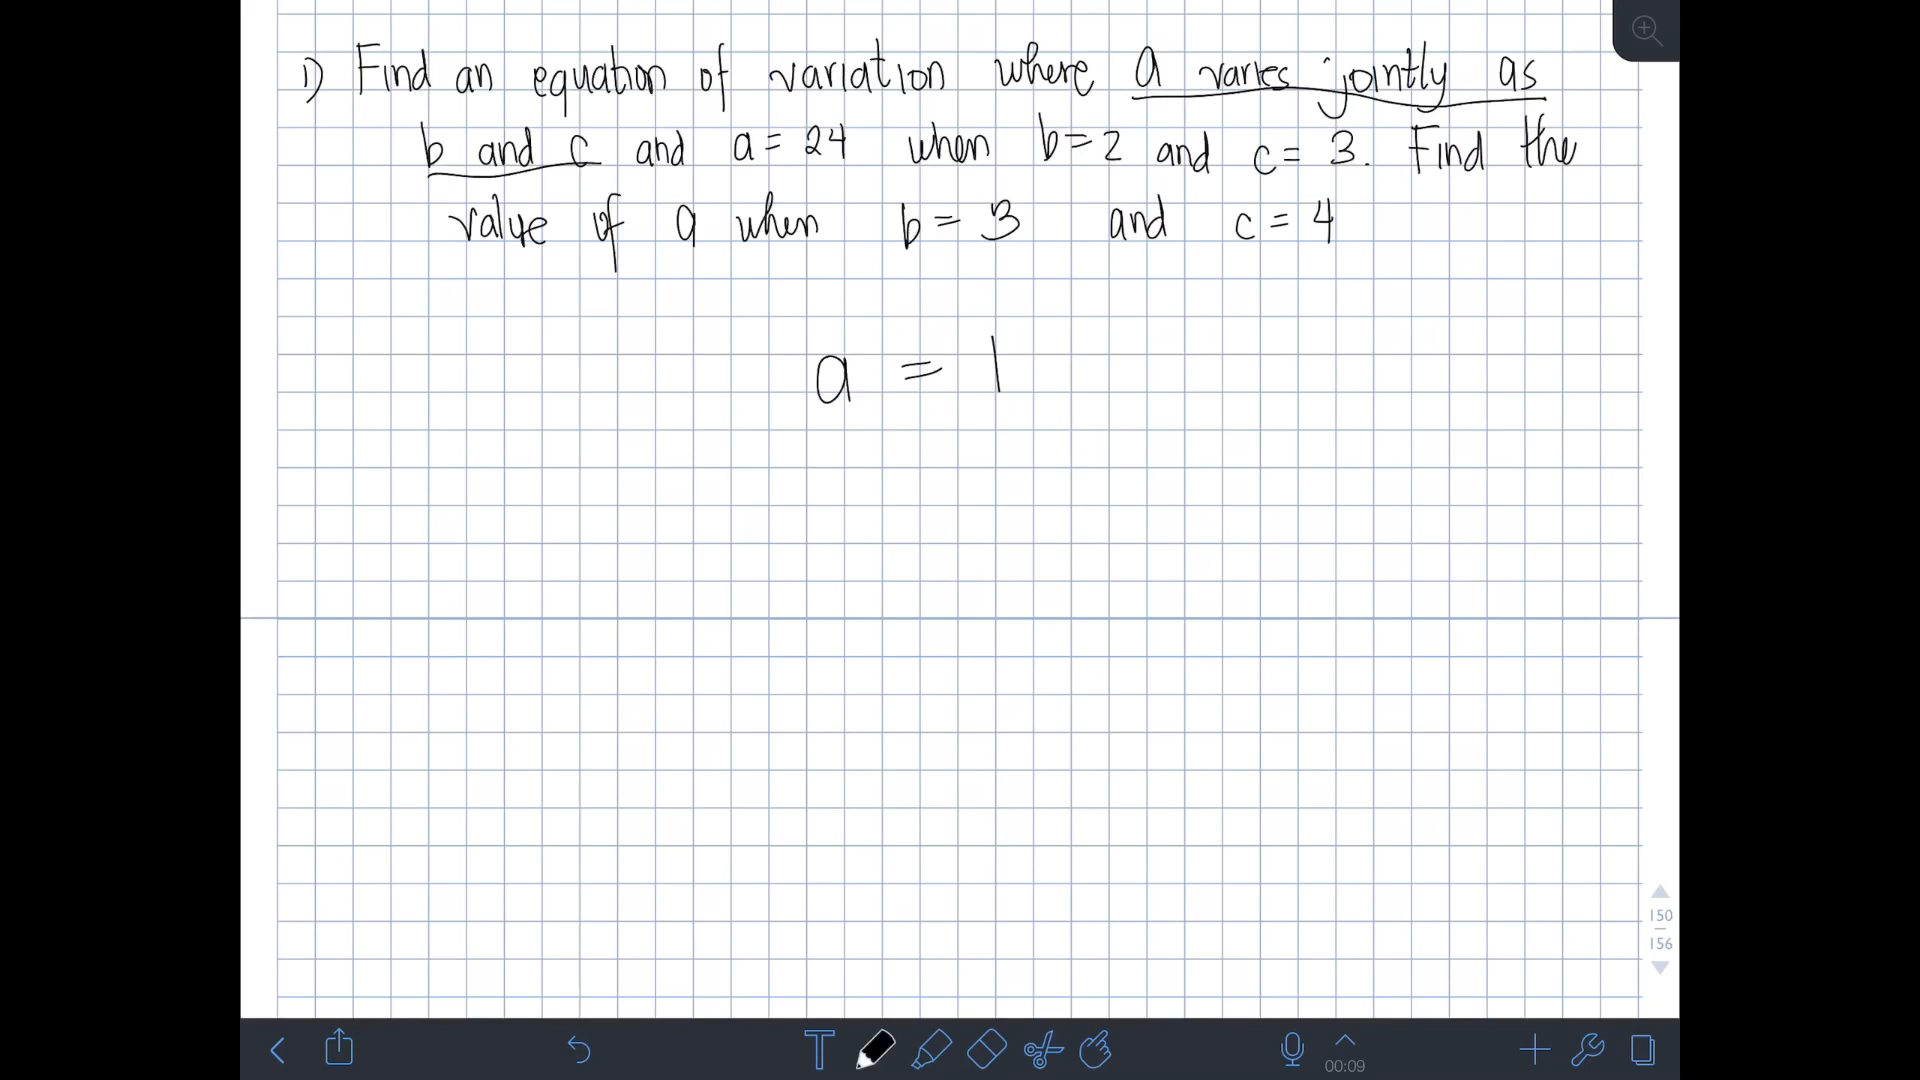 1) Find an equation of variation where a varies jointly as
b and c and a = 24 when b = 2 and c = 3. Find the
value of a when b = 3 and c = 4
a = 1
150
156
T
00:09